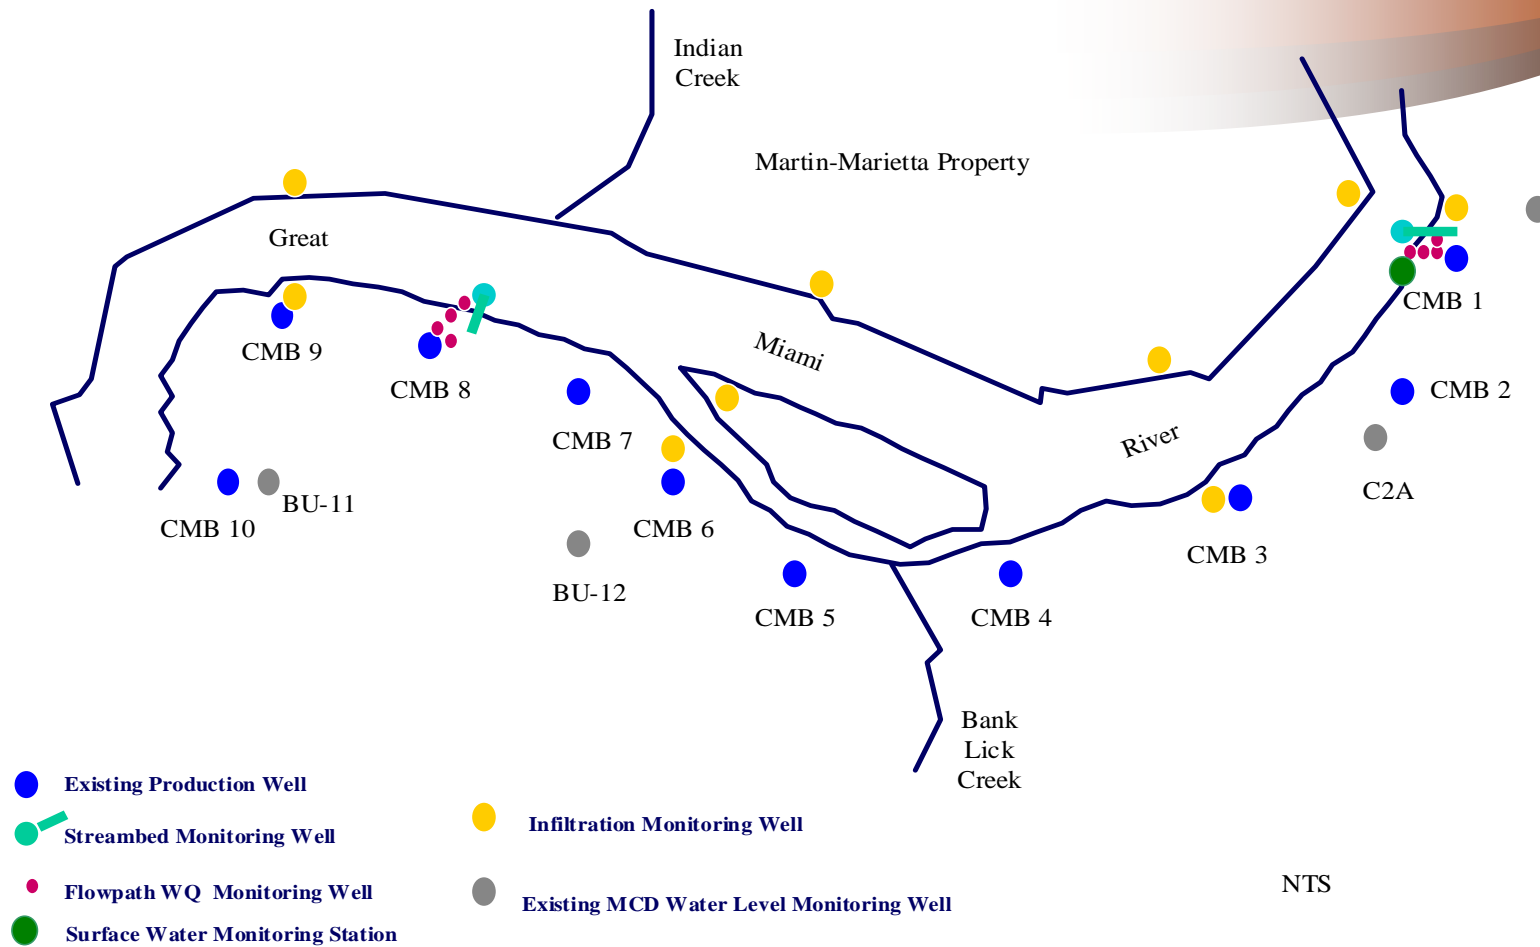 Indian
Creek
Martin-Marietta Property
Great
CMB 1
Miami
CMB 9
CMB 8
CMB 2
CMB 7
River
C2A
BU-11
CMB 10
CMB 6
CMB 3
BU-12
CMB 5
CMB 4
Bank
Lick
Creek
Existing Production Well
Infiltration Monitoring Well
Streambed Monitoring Well
NTS
Flowpath WQ Monitoring Well
Existing MCD Water Level Monitoring Well
Surface Water Monitoring Station